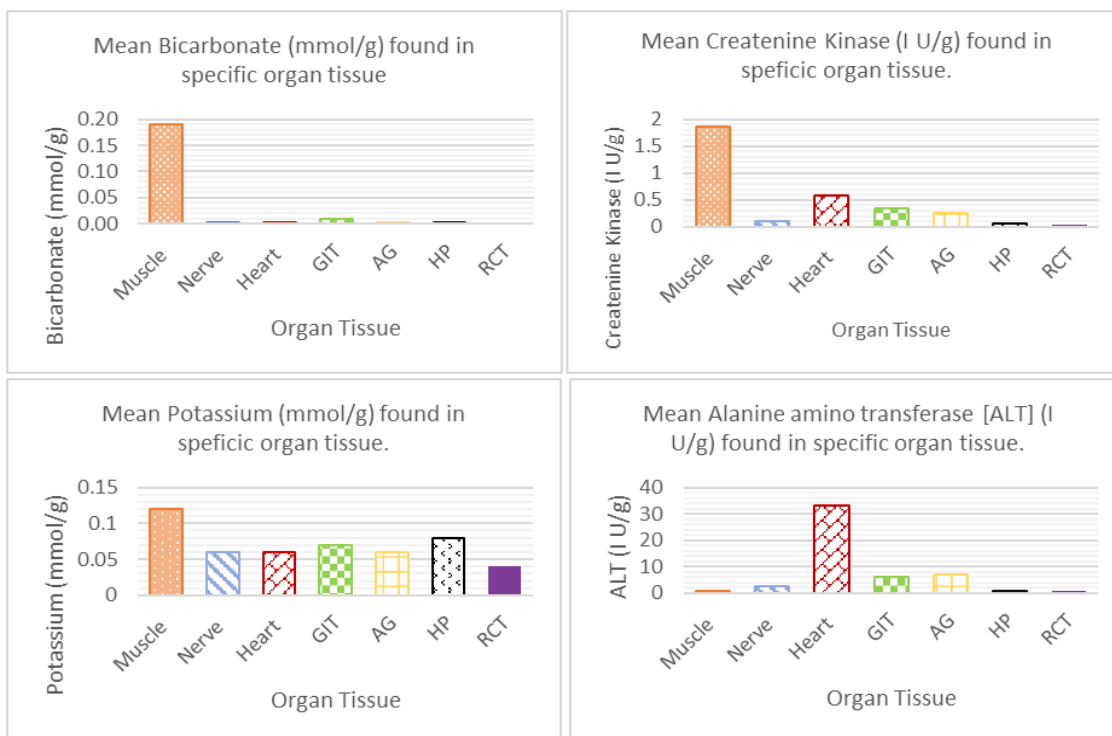 Mean Bicarbonate (mmol/g) found in
specific organ tissue
Bicarbonate (mmol/g)
0.20
0.15
0.10
0.05
0.00
Muscle
Nerve
Heart
GIT
AG
HP
RCT
Organ Tissue
Mean Createnine Kinase (I U/g) found in
speficic organ tissue.
Createnine Kinase (I U/g)
2
1.5
1
0.5
0
Muscle
Nerve
Heart
GIT
AG
HP
RCT
Organ Tissue
Mean Potassium (mmol/g) found in
speficic organ tissue.
Potassium (mmol/g)
0.15
0.1
0.05
0
Muscle
Nerve
Heart
GIT
AG
HP
RCT
Organ Tissue
Mean Alanine amino transferase [ALT] (I
U/g) found in specific organ tissue.
ALT (I U/g)
40
30
20
10
0
Muscle
Nerve
Heart
GIT
AG
HP
RCT
Organ Tissue